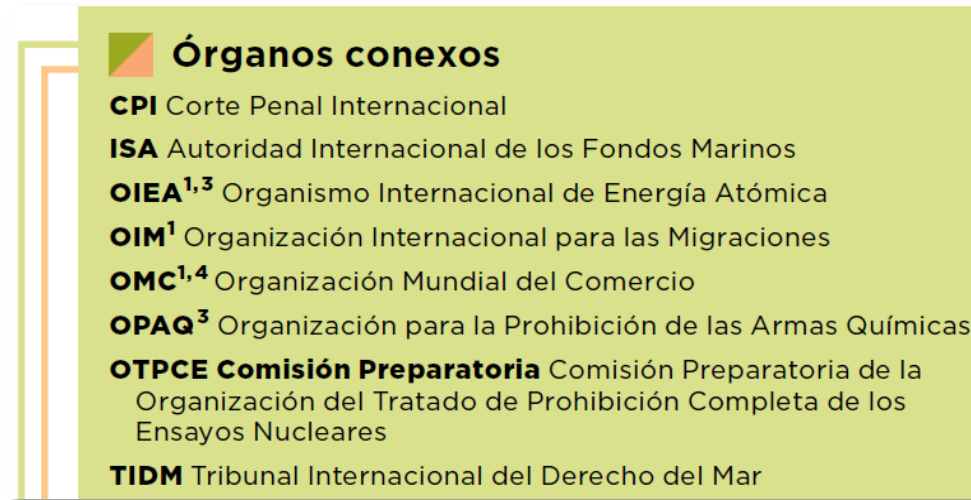 Órganos conexos
CPI Corte Penal Internacional
ISA Autoridad Internacional de los Fondos Marinos
OIEA1,3 Organismo Internacional de Energía Atómica
OIM1 Organización Internacional para las Migraciones
OMC1,4 Organización Mundial del Comercio
OPAQ3 Organización para la Prohibición de las Armas Químicas
OTPCE Comisión Preparatoria Comisión Preparatoria de la
Organización del Tratado de Prohibición Completa de los
Ensayos Nucleares
TIDM Tribunal Internacional del Derecho del Mar